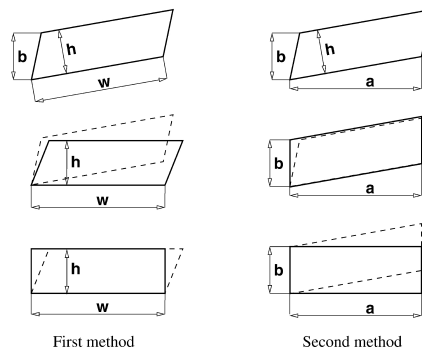 b h w
b h a
h w
b a
h w
b a
First method Second method